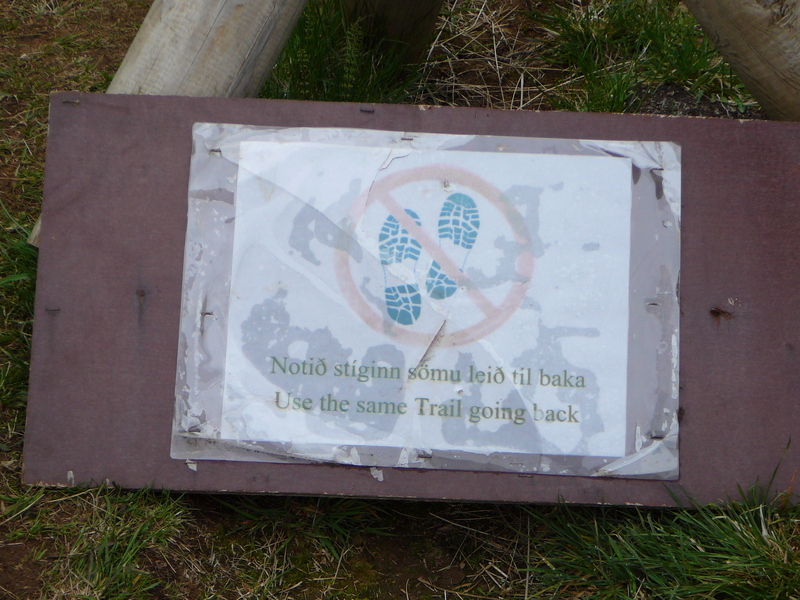 Notið stíginn sömu leið til baka
Use the same Trail going back